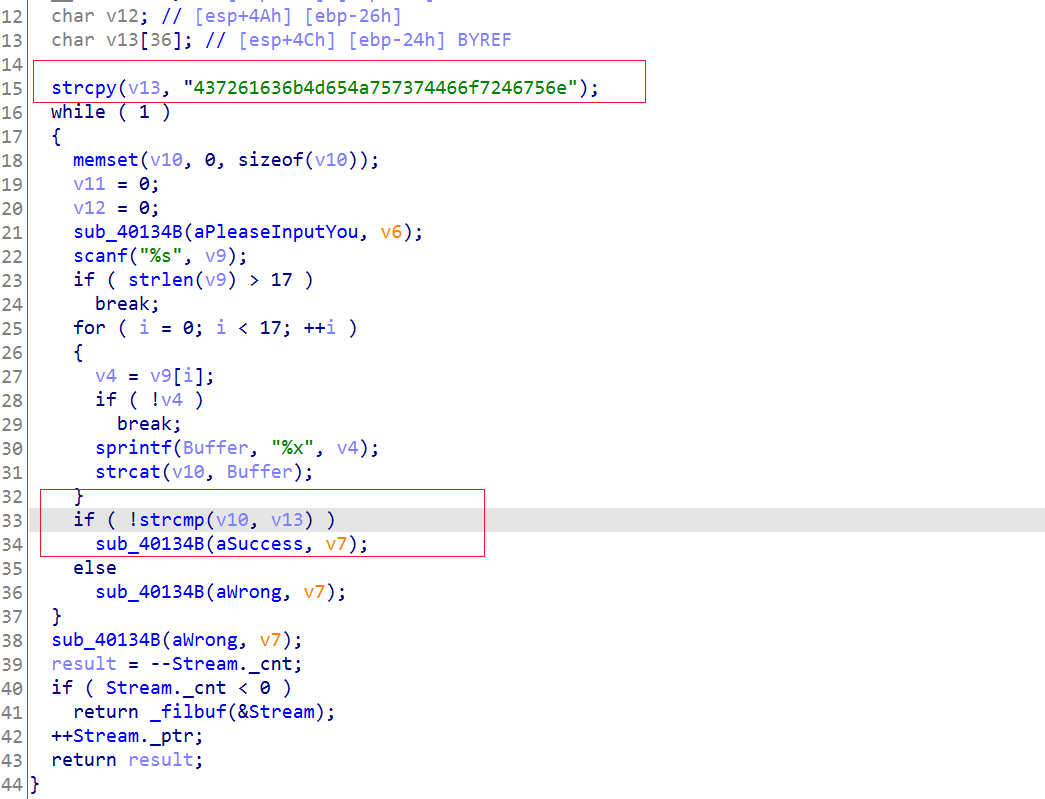 12 char v12; // [esp+4Ah] [ebp-26h]
13 char v13[36]; // [esp+4Ch] [ebp-24h] BYREF
14
15 strcpy(v13, "437261636b4d654a757374466f7246756e");
16 while ( 1 )
17 {
18 memset(v10, 0, sizeof(v10));
19 v11 = 0;
20 v12 = 0;
21 sub_40134B(aPleaseInputYou, v6);
22 scanf("%s", v9);
23 if ( strlen(v9) > 17 )
24 break;
25 for ( i = 0; i < 17; ++i )
26 {
27 v4 = v9[i];
28 if ( !v4 )
29 break;
30 sprintf(Buffer, "%x", v4);
31 strcat(v10, Buffer);
32 }
33 if ( !strcmp(v10, v13) )
34 sub_40134B(aSuccess, v7);
35 else
36 sub_40134B(aWrong, v7);
37 }
38 sub_40134B(aWrong, v7);
39 result = --Stream._cnt;
40 if ( Stream._cnt < 0 )
41 return _filbuf(&Stream);
42 ++Stream._ptr;
43 return result;
44 }